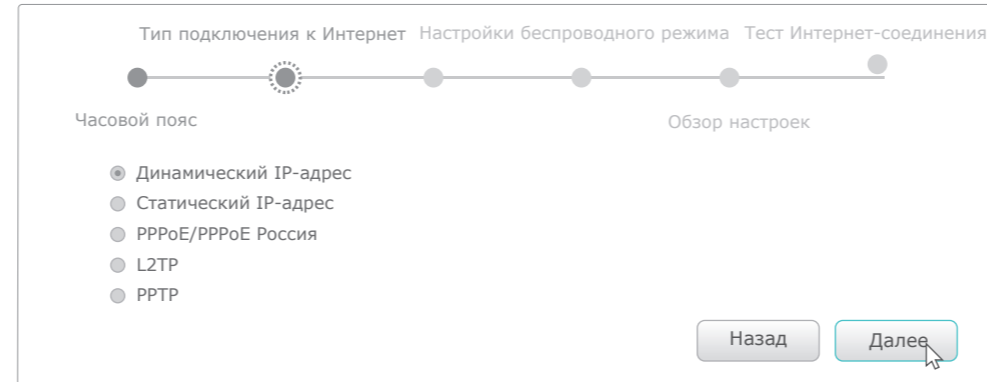 Тип подключения к Интернет Настройки беспроводного режима Тест Интернет-соединения
Часовой пояс Обзор настроек
Динамический IP-адрес
Статический IP-адрес
PPPoE/PPPoE Россия
L2TP
PPTP
Назад Далее